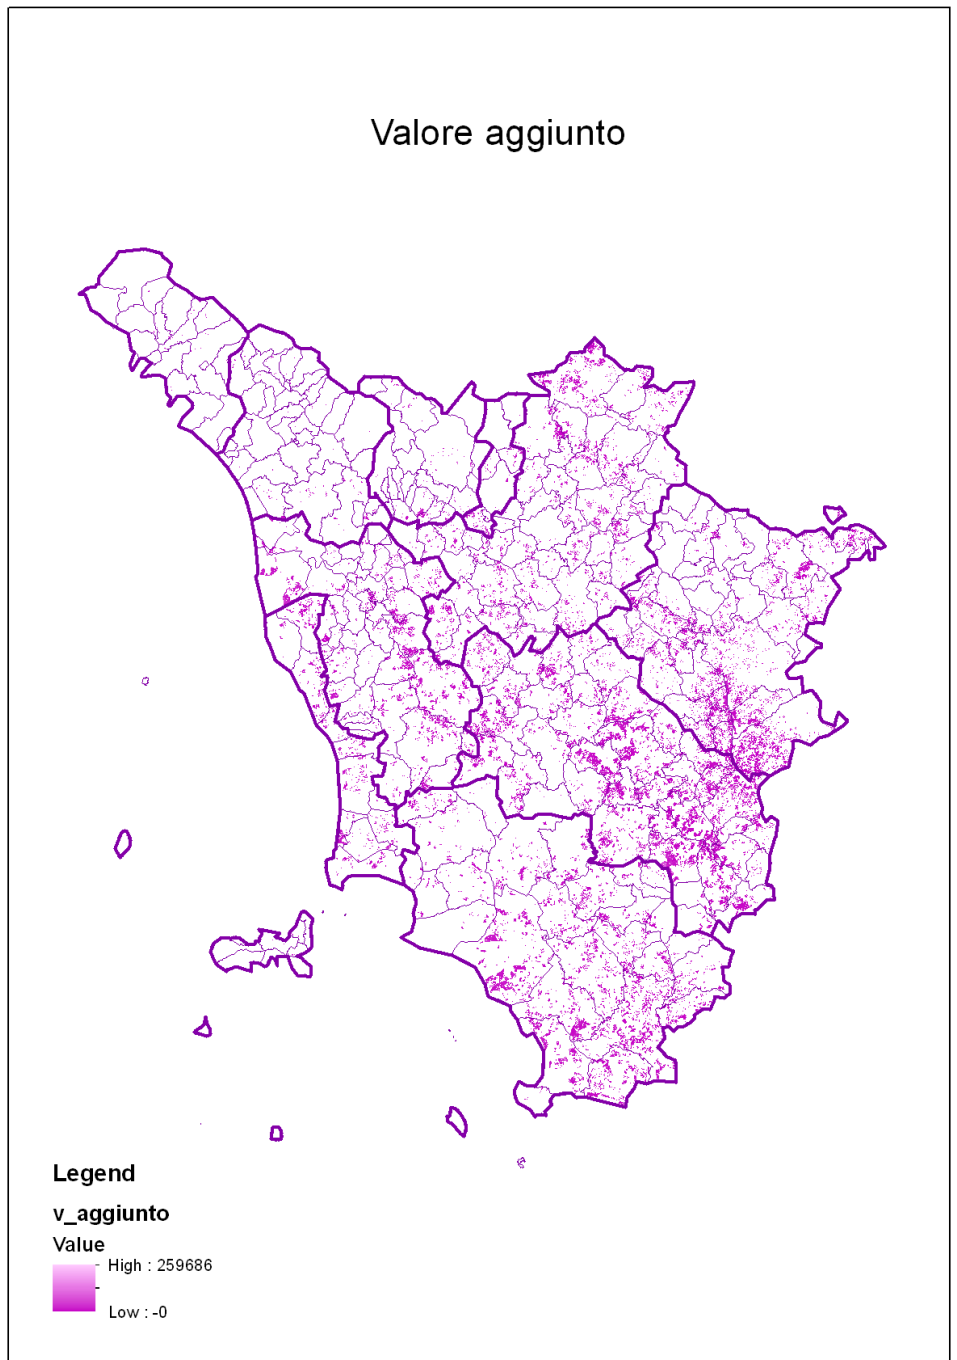 Valore aggiunto
Legend
v_aggiunto
Value
High : 259686
Low : -0